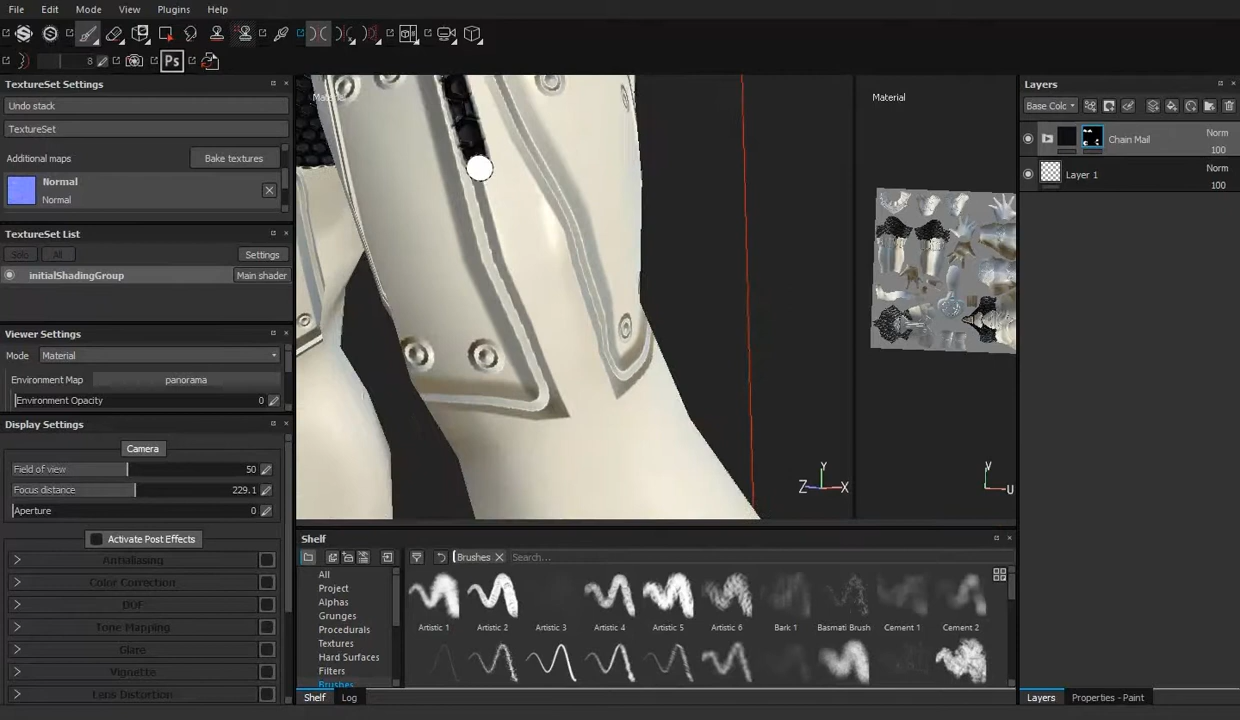 File Edit Mode View Plugins Help
8
Ps
TextureSet Settings
Undo stack
TextureSet
Additional maps
Bake textures
Normal
Normal
TextureSet List
Solo
All
Settings
initialShadingGroup
Main shader
Viewer Settings
Mode
Material
Environment Map
panorama
Environment Opacity
0
Display Settings
Camera
Field of view
50
Focus distance
229.1
Aperture
0
Activate Post Effects
Antialiasing
Color Correction
DOF
Tone Mapping
Glare
Vignette
Lens Distortion
Material
Y
Z
X
Material
V
U
Shelf
Brushes
Search...
All
Project
Alphas
Grunges
Procedurals
Textures
Hard Surfaces
Filters
Brushes
Artistic 1
Artistic 2
Artistic 3
Artistic 4
Artistic 5
Artistic 6
Bark 1
Basmati Brush
Cement 1
Cement 2
Shelf
Log
Layers
Base Colc
Chain Mail
Norm
100
Layer 1
Norm
100
Layers
Properties - Paint